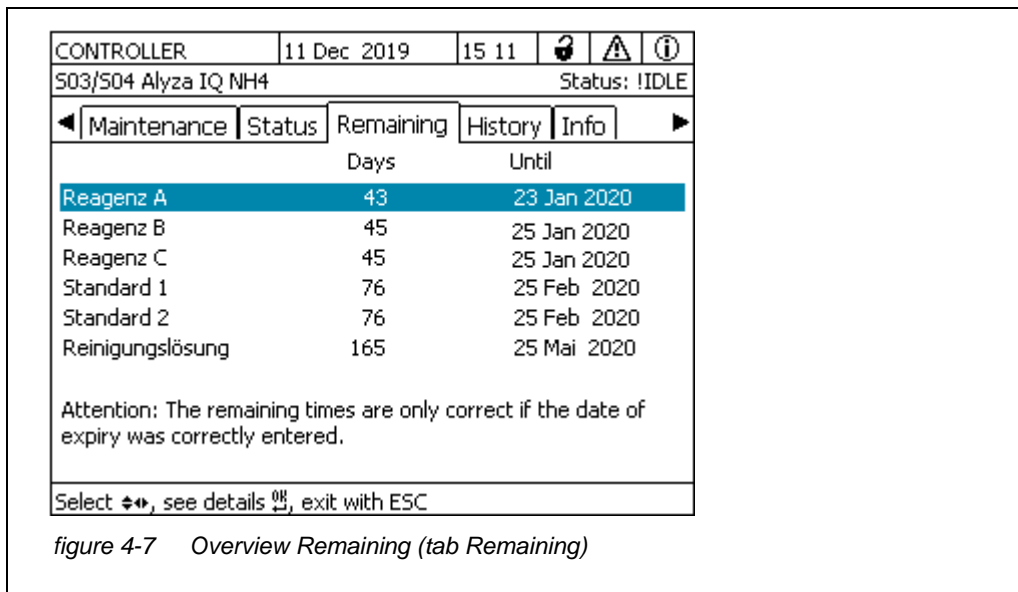 CONTROLLER 11 Dec 2019 15 11
S03/S04 Alyza IQ NH4 Status: !IDLE
Maintenance Status Remaining History Info
Days Until
Reagenz A 43 23 Jan 2020
Reagenz B 45 25 Jan 2020
Reagenz C 45 25 Jan 2020
Standard 1 76 25 Feb 2020
Standard 2 76 25 Feb 2020
Reinigungslösung 165 25 Mai 2020
Attention: The remaining times are only correct if the date of
expiry was correctly entered.
Select, see details OK, exit with ESC
figure 4-7 Overview Remaining (tab Remaining)